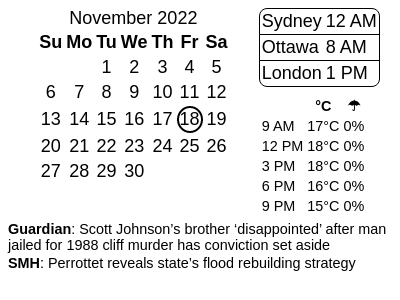 November 2022
Su Mo Tu We Th Fr Sa
1 2 3 4 5
6 7 8 9 10 11 12
13 14 15 16 17 18 19
20 21 22 23 24 25 26
27 28 29 30
Sydney 12 AM
Ottawa 8 AM
London 1 PM
°C ☂
9 AM 17°C 0%
12 PM 18°C 0%
3 PM 18°C 0%
6 PM 16°C 0%
9 PM 15°C 0%
Guardian: Scott Johnson’s brother ‘disappointed’ after man
jailed for 1988 cliff murder has conviction set aside
SMH: Perrottet reveals state’s flood rebuilding strategy